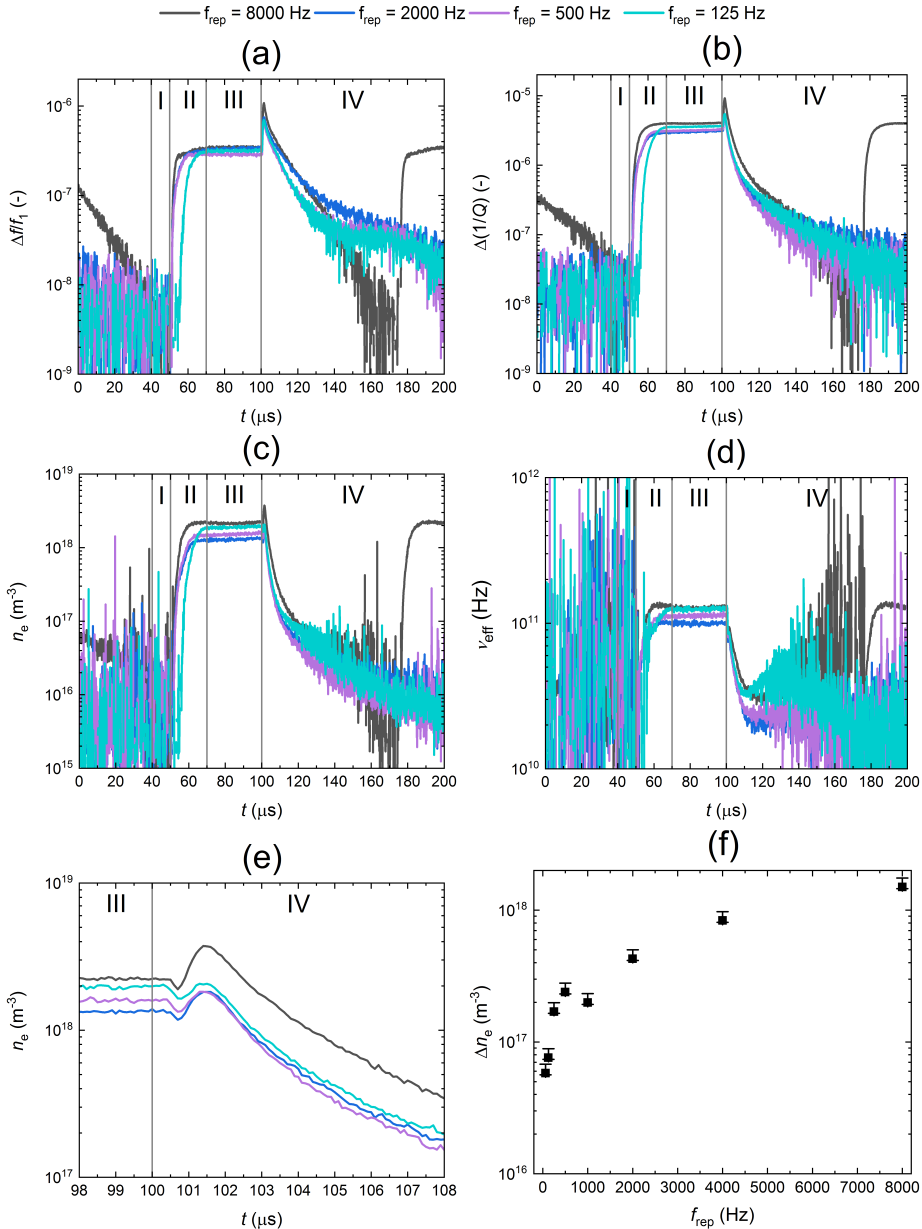 f_rep = 8000 Hz f_rep = 2000 Hz f_rep = 500 Hz f_rep = 125 Hz
(a)
I II III IV
10^-6
10^-7
10^-8
10^-9
Δf/f_1 (-)
0 20 40 60 80 100 120 140 160 180 200
t (μs)
(b)
I II III IV
10^-5
10^-6
10^-7
10^-8
10^-9
Δ(1/Q) (-)
0 20 40 60 80 100 120 140 160 180 200
t (μs)
(c)
I II III IV
10^19
10^18
10^17
10^16
10^15
n_e (m^-3)
0 20 40 60 80 100 120 140 160 180 200
t (μs)
(d)
I II III IV
10^12
10^11
10^10
ν_eff (Hz)
0 20 40 60 80 100 120 140 160 180 200
t (μs)
(e)
III IV
10^19
10^18
10^17
n_e (m^-3)
98 99 100 101 102 103 104 105 106 107 108
t (μs)
(f)
10^18
10^17
10^16
Δn_e (m^-3)
0 1000 2000 3000 4000 5000 6000 7000 8000
f_rep (Hz)